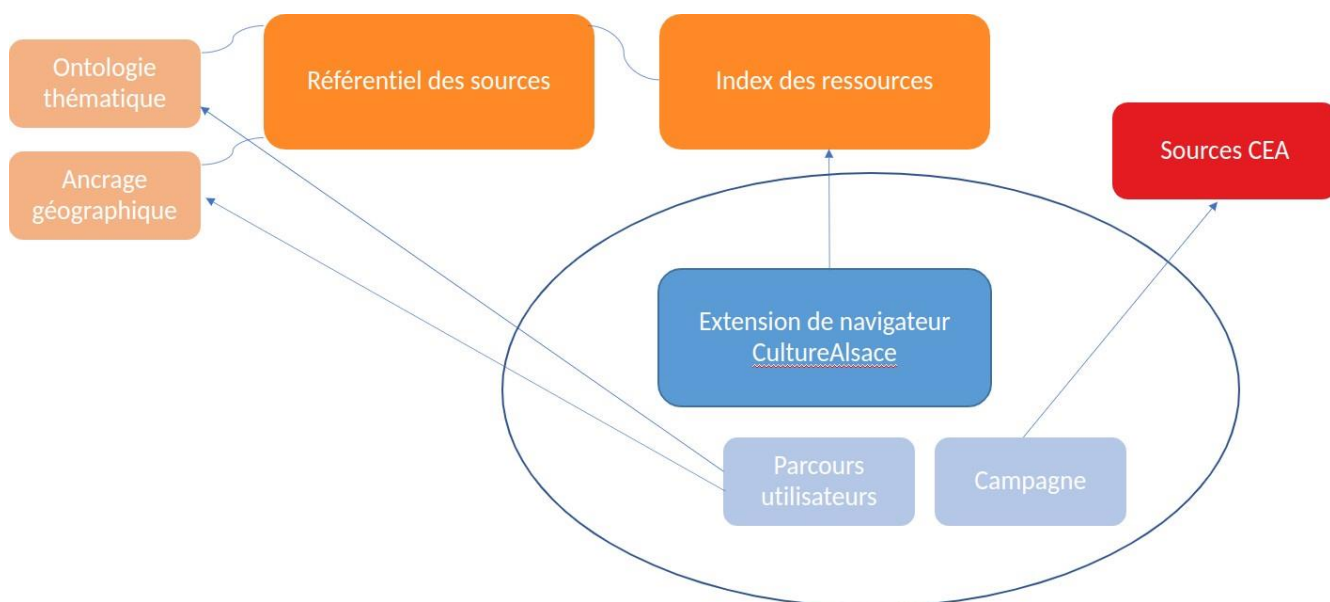 Ontologie
thématique
Référentiel des sources
Index des ressources
Sources CEA
Ancrage
géographique
Extension de navigateur
CultureAlsace
Parcours
utilisateurs
Campagne